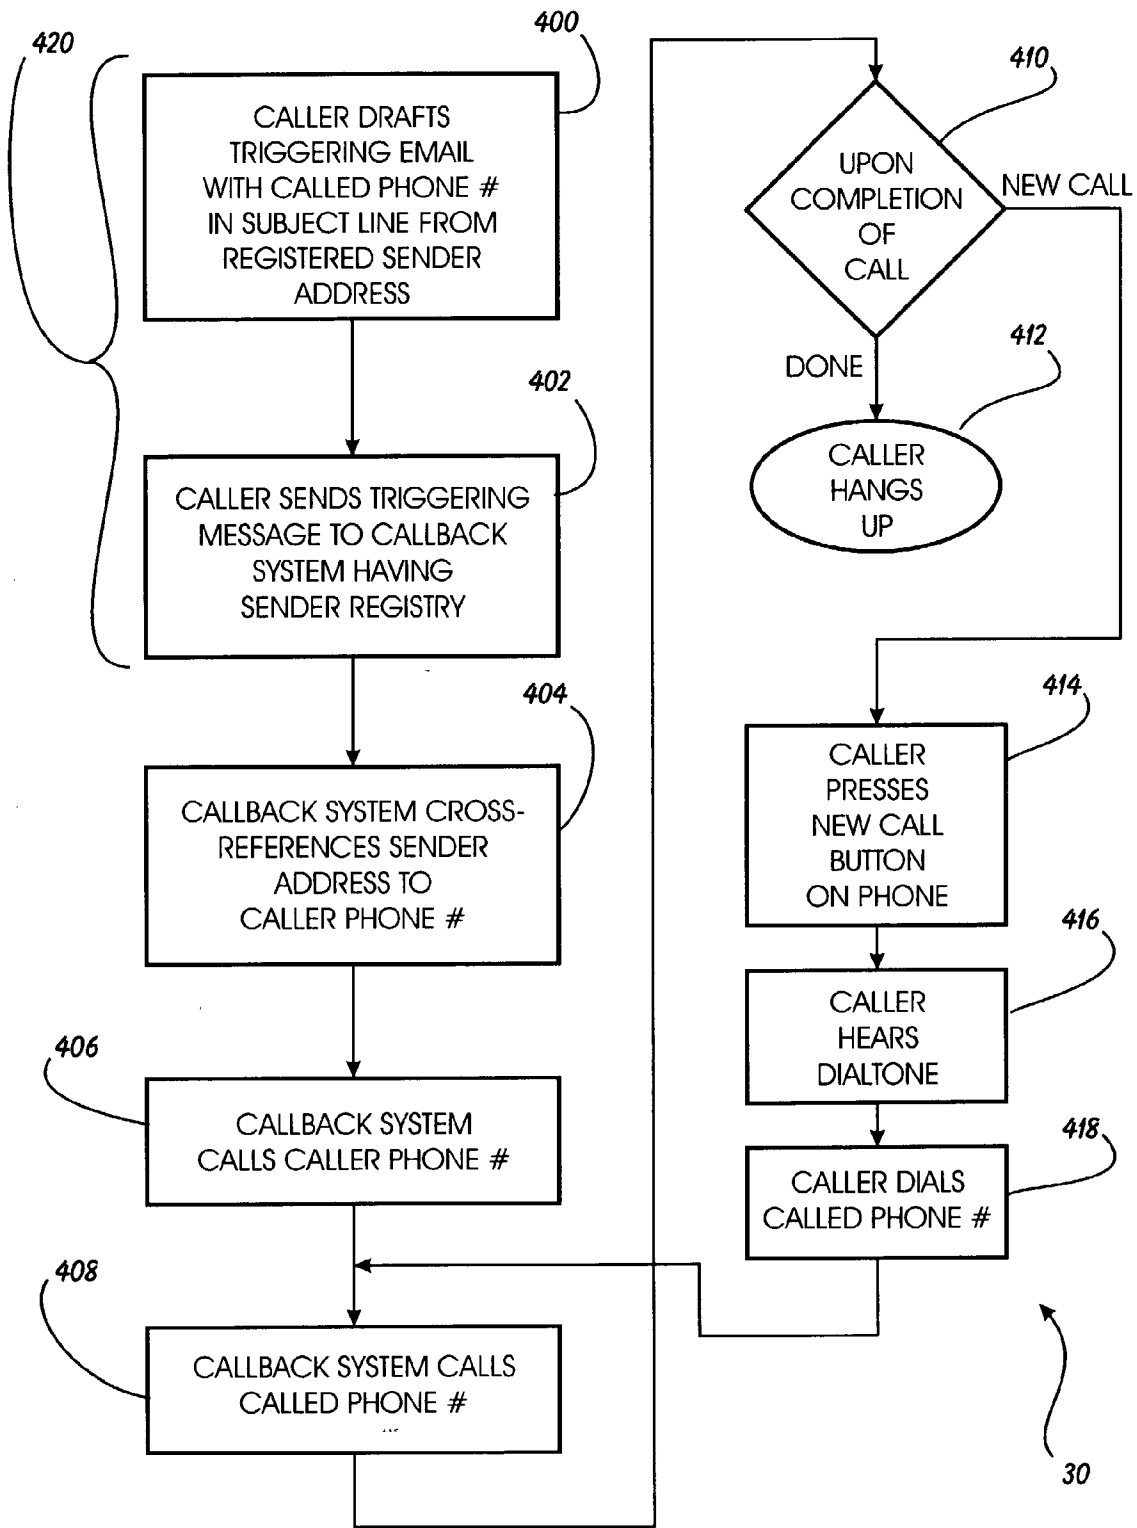 420
400
CALLER DRAFTS
TRIGGERING EMAIL
WITH CALLED PHONE #
IN SUBJECT LINE FROM
REGISTERED SENDER
ADDRESS
402
CALLER SENDS TRIGGERING
MESSAGE TO CALLBACK
SYSTEM HAVING
SENDER REGISTRY
404
CALLBACK SYSTEM CROSS-
REFERENCES SENDER
ADDRESS TO
CALLER PHONE #
406
CALLBACK SYSTEM
CALLS CALLER PHONE #
408
CALLBACK SYSTEM CALLS
CALLED PHONE #
410
UPON
COMPLETION
OF
CALL
NEW CALL
DONE
412
CALLER
HANGS
UP
414
CALLER
PRESSES
NEW CALL
BUTTON
ON PHONE
416
CALLER
HEARS
DIALTONE
418
CALLER DIALS
CALLED PHONE #
30